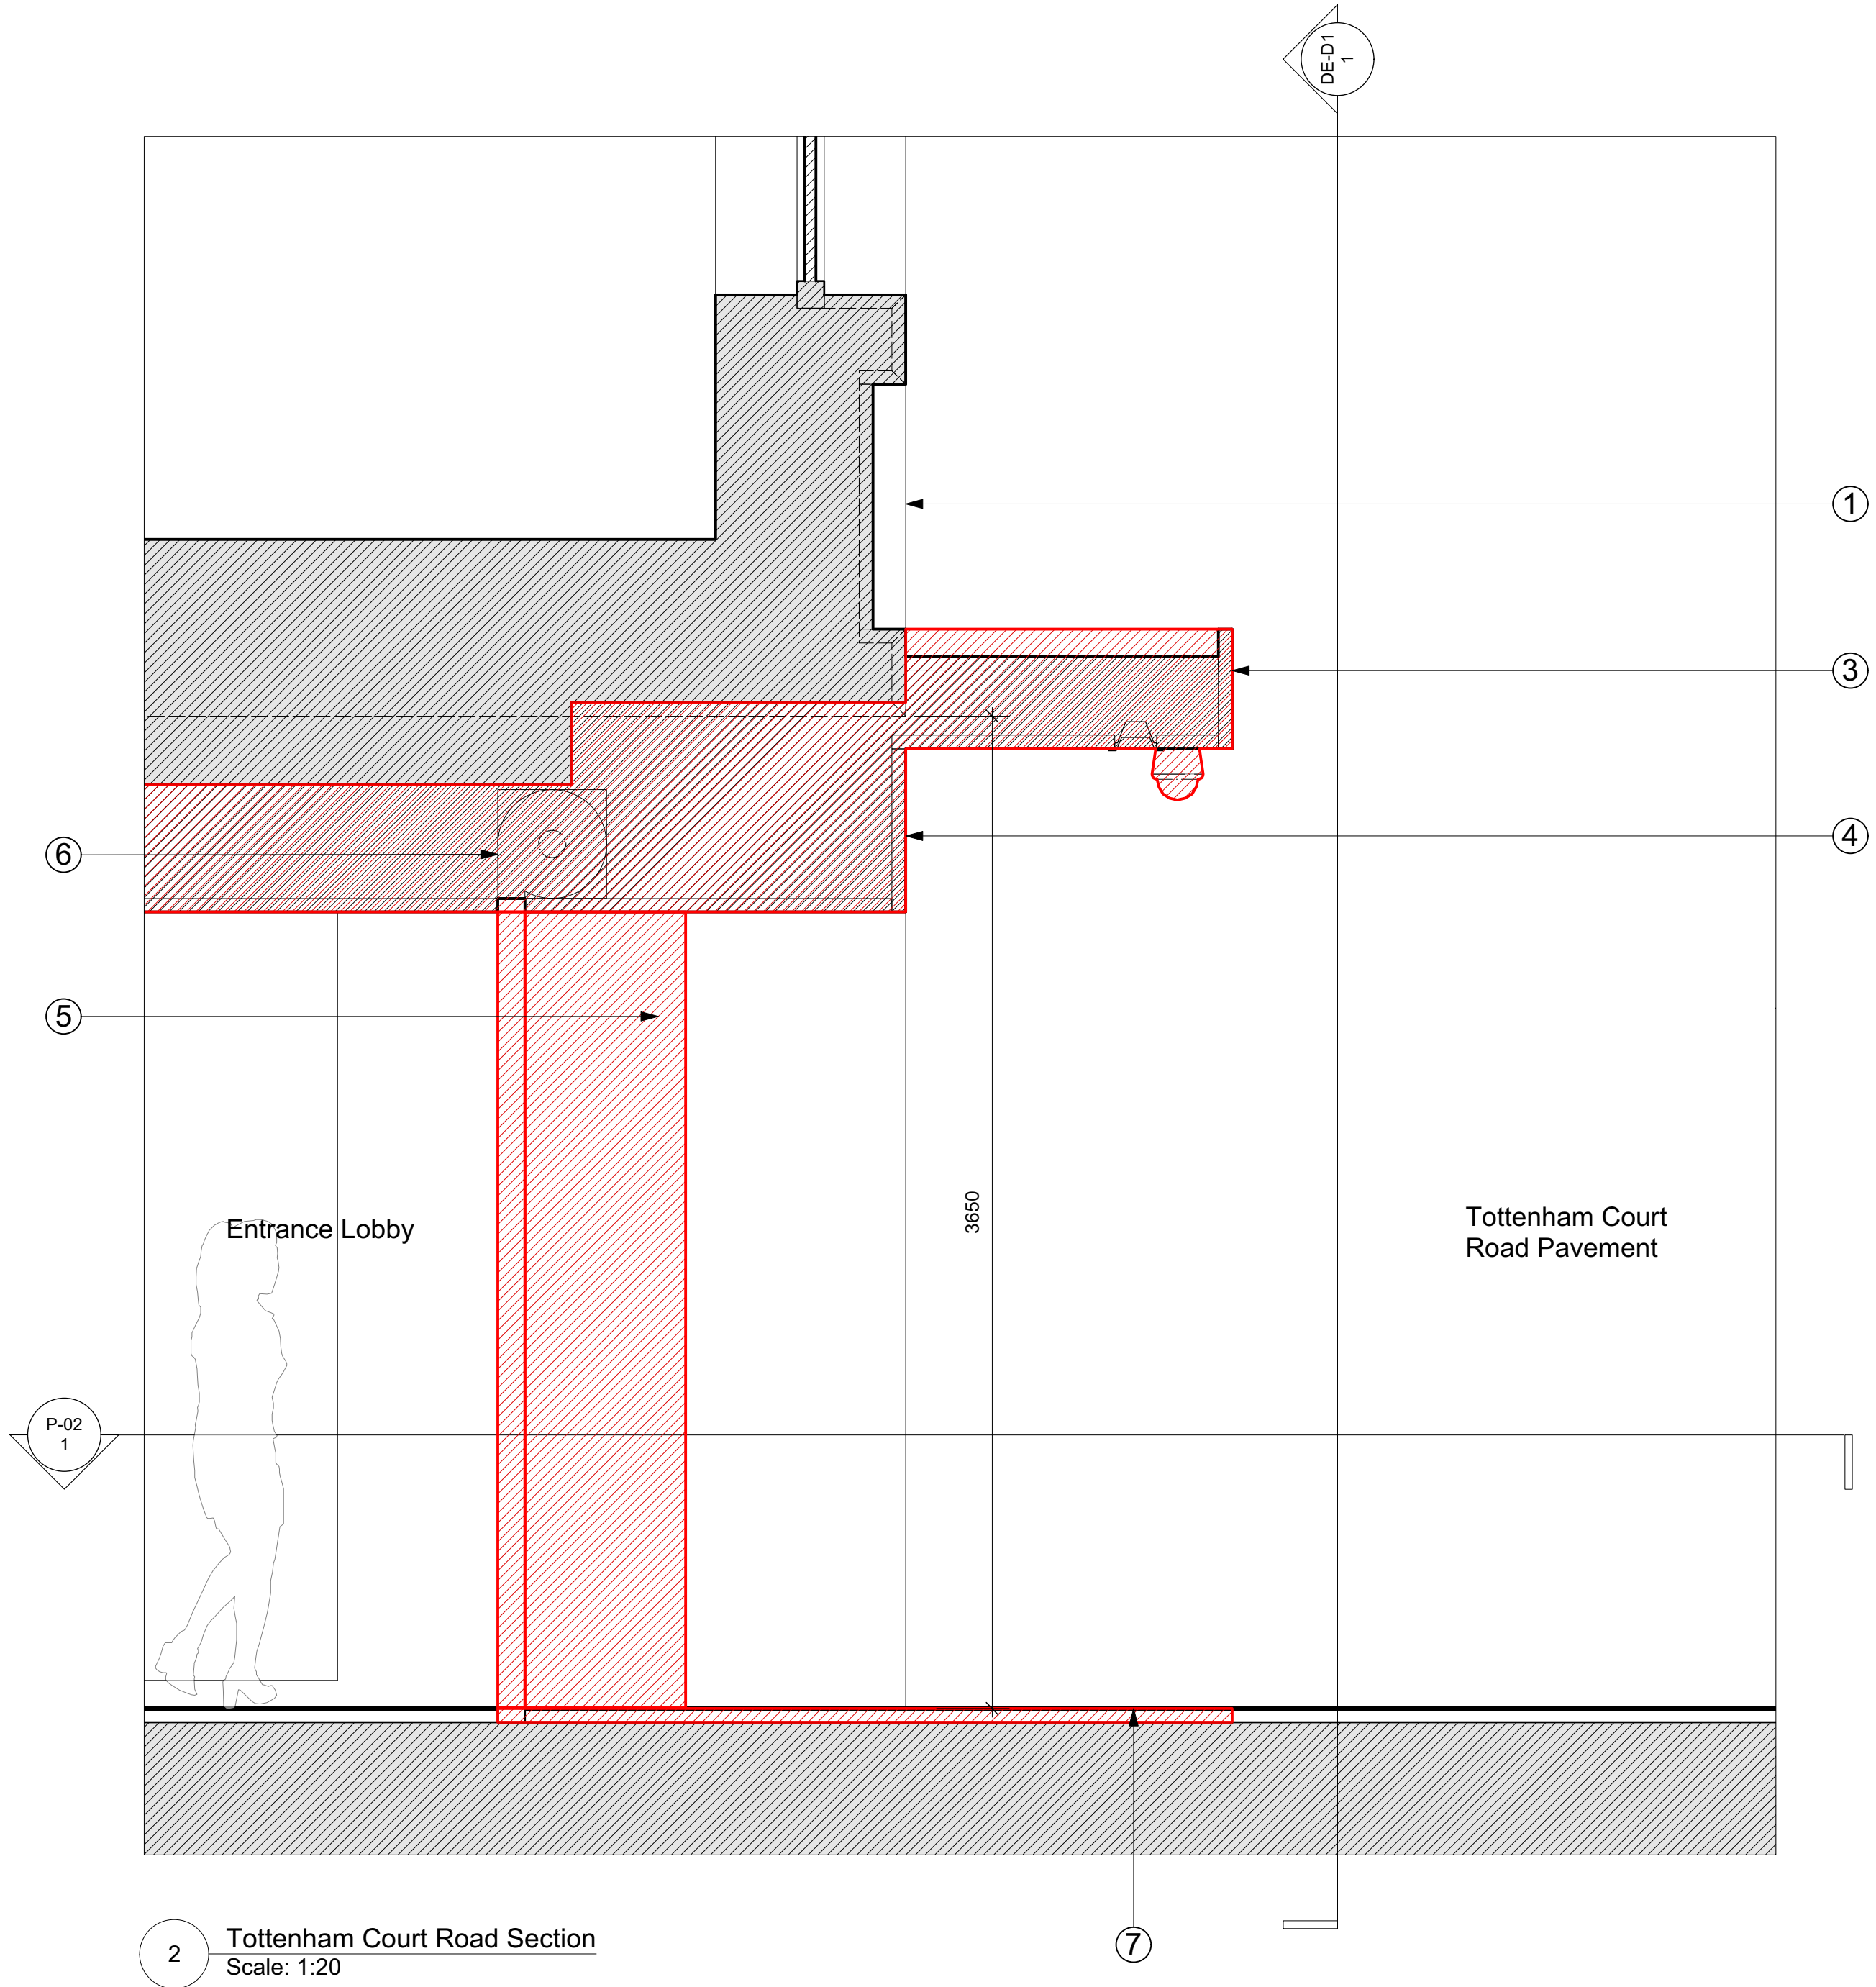 DE-D1
1
1
3
4
6
5
3650
Entrance Lobby
Tottenham Court
Road Pavement
P-02
1
7
2
Tottenham Court Road Section
Scale: 1:20